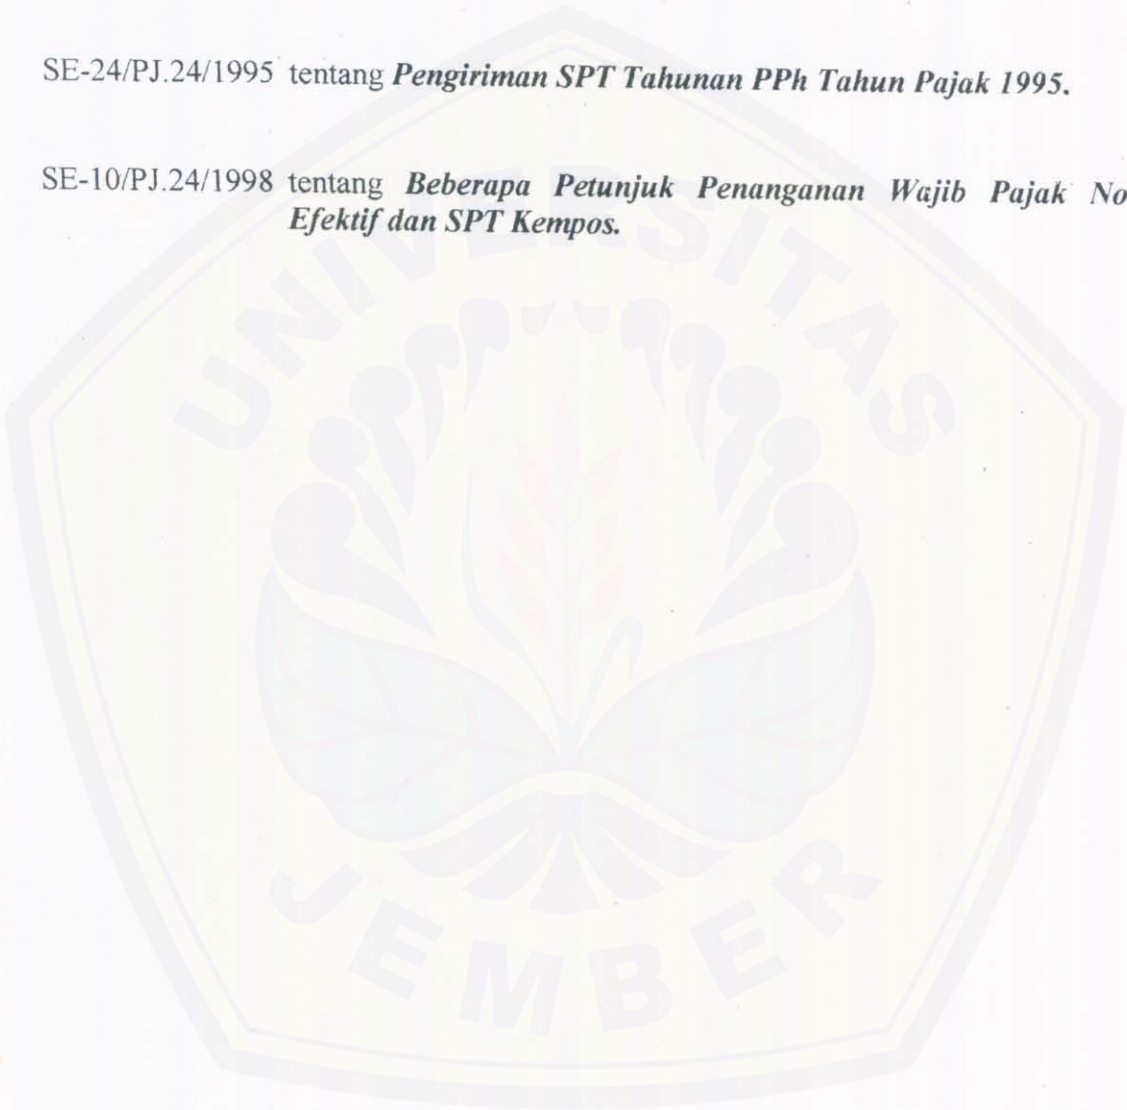 SE-24/PJ.24/1995 tentang Pengiriman SPT Tahunan PPh Tahun Pajak 1995.
SE-10/PJ.24/1998 tentang Beberapa Petunjuk Penanganan Wajib Pajak No
Efektif dan SPT Kempos.
UNIVERSITAS
JEMBER